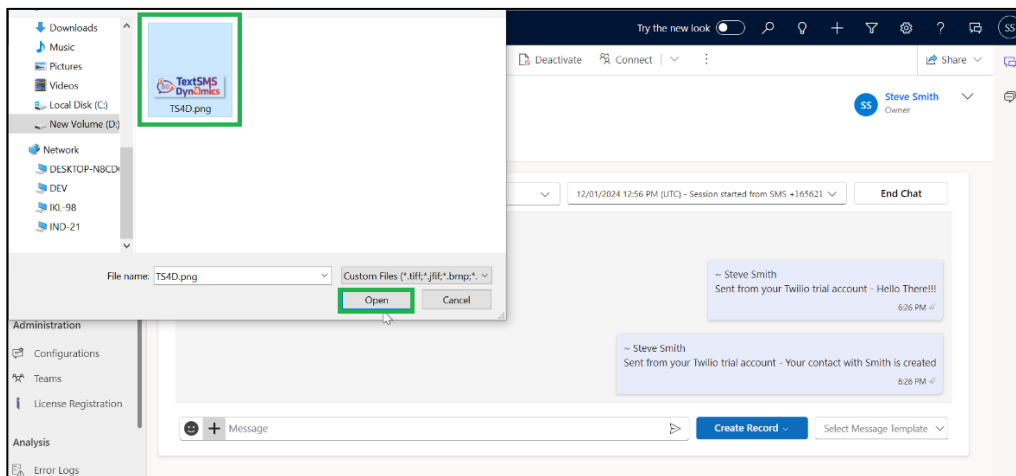 Downloads
Music
Pictures
Videos
Local Disk (C:)
New Volume (D:)
Network
DESKTOP-N8CD
DEV
IKL-98
IND-21
TextSMS
Dynamics
TS4D.png
File name: TS4D.png
Custom Files (*.tiff;*.jfif;*.bmp;*.
Open Cancel
Try the new look
SS
Deactivate Connect Share
SS Steve Smith
Owner
12/01/2024 12:56 PM (UTC) - Session started from SMS +165621 End Chat
~ Steve Smith
Sent from your Twilio trial account - Hello There!!!
6:26 PM
~ Steve Smith
Sent from your Twilio trial account - Your contact with Smith is created
6:26 PM
Administration
Configurations
Teams
License Registration
Analysis
Error Logs
Message Create Record Select Message Template